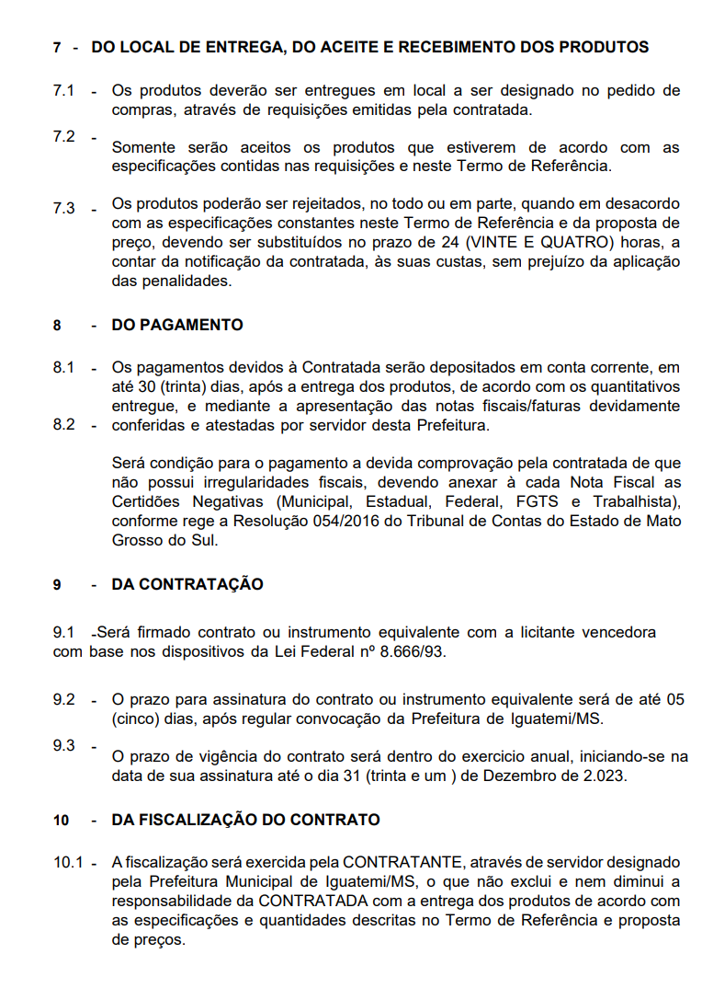 7 - DO LOCAL DE ENTREGA, DO ACEITE E RECEBIMENTO DOS PRODUTOS
7.1 - Os produtos deverão ser entregues em local a ser designado no pedido de
compras, através de requisições emitidas pela contratada.
7.2 -
Somente serão aceitos os produtos que estiverem de acordo com as
especificações contidas nas requisições e neste Termo de Referência.
7.3 - Os produtos poderão ser rejeitados, no todo ou em parte, quando em desacordo
com as especificações constantes neste Termo de Referência e da proposta de
preço, devendo ser substituídos no prazo de 24 (VINTE E QUATRO) horas, a
contar da notificação da contratada, às suas custas, sem prejuízo da aplicação
das penalidades.
8 - DO PAGAMENTO
8.1 - Os pagamentos devidos à Contratada serão depositados em conta corrente, em
até 30 (trinta) dias, após a entrega dos produtos, de acordo com os quantitativos
entregue, e mediante a apresentação das notas fiscais/faturas devidamente
8.2 - conferidas e atestadas por servidor desta Prefeitura.
Será condição para o pagamento a devida comprovação pela contratada de que
não possui irregularidades fiscais, devendo anexar à cada Nota Fiscal as
Certidões Negativas (Municipal, Estadual, Federal, FGTS e Trabalhista),
conforme rege a Resolução 054/2016 do Tribunal de Contas do Estado de Mato
Grosso do Sul.
9 - DA CONTRATAÇÃO
9.1 -Será firmado contrato ou instrumento equivalente com a licitante vencedora
com base nos dispositivos da Lei Federal nº 8.666/93.
9.2 - O prazo para assinatura do contrato ou instrumento equivalente será de até 05
(cinco) dias, após regular convocação da Prefeitura de Iguatemi/MS.
9.3 -
O prazo de vigência do contrato será dentro do exercicio anual, iniciando-se na
data de sua assinatura até o dia 31 (trinta e um ) de Dezembro de 2.023.
10 - DA FISCALIZAÇÃO DO CONTRATO
10.1 - A fiscalização será exercida pela CONTRATANTE, através de servidor designado
pela Prefeitura Municipal de Iguatemi/MS, o que não exclui e nem diminui a
responsabilidade da CONTRATADA com a entrega dos produtos de acordo com
as especificações e quantidades descritas no Termo de Referência e proposta
de preços.